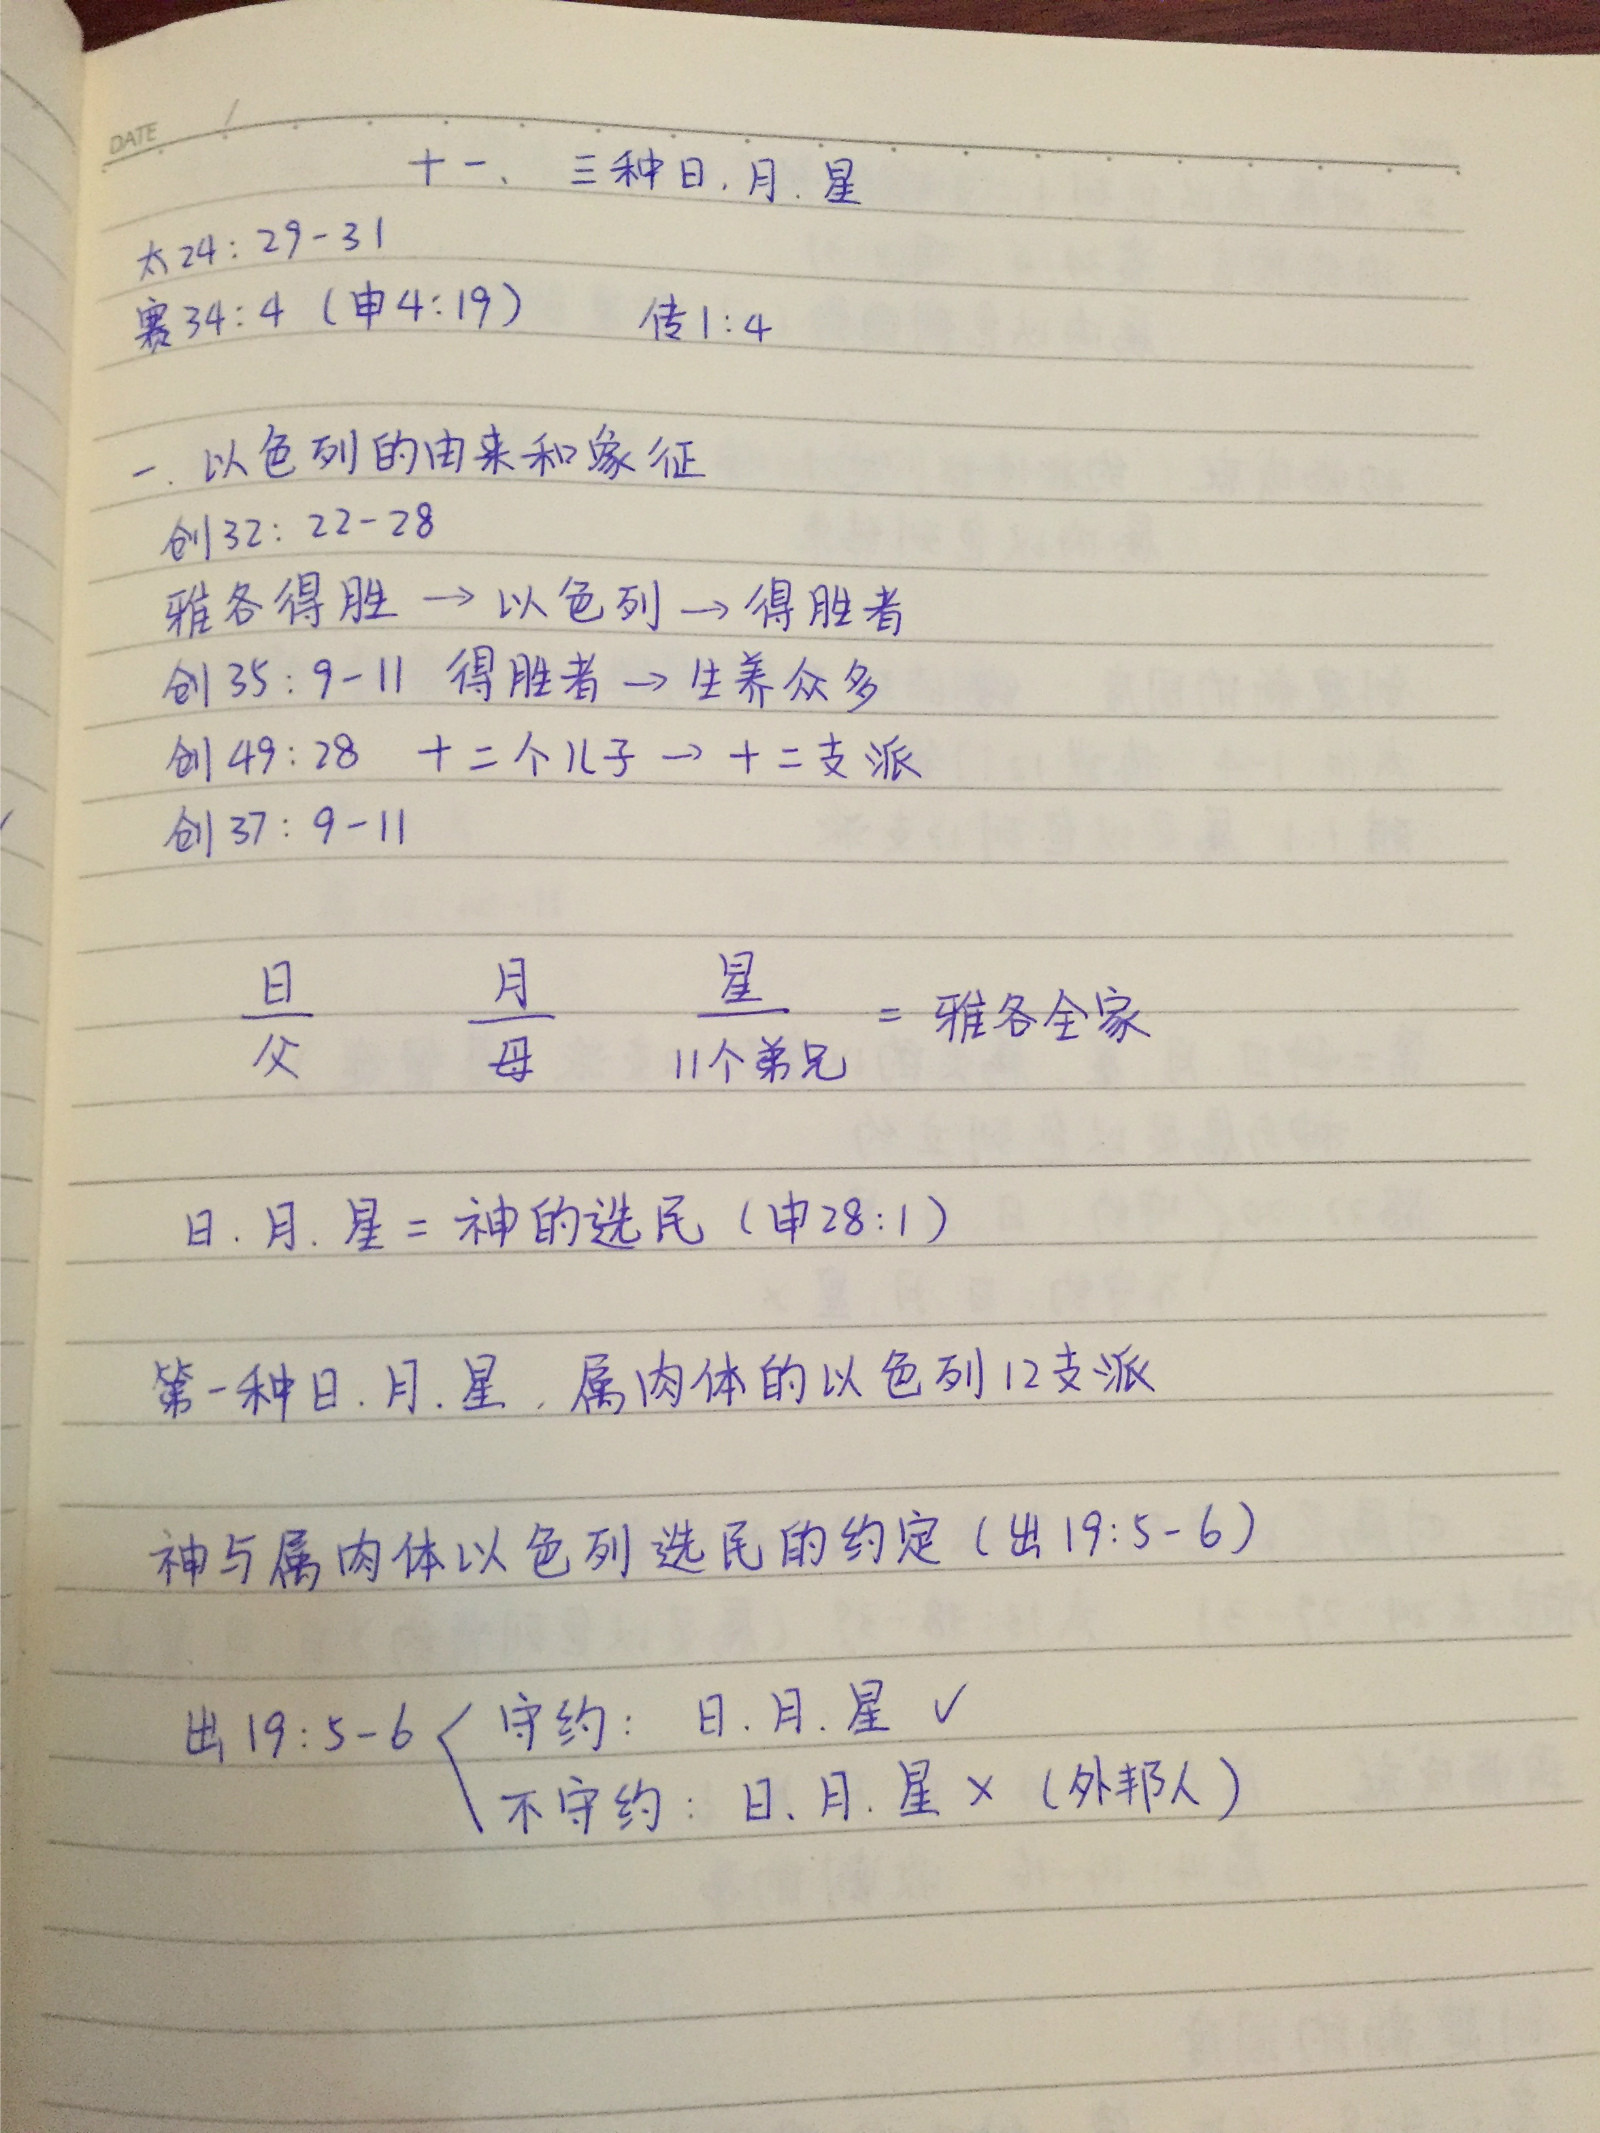 DATE
十一、 三种日.月.星
太24:29-31
赛34:4 (申4:19) 传1:4
一.以色列的由来和象征
创32:22-28
雅各得胜→以色列→得胜者
创35:9-11 得胜者→生养众多
创49:28 十二个儿子→十二支派
创37:9-11
日 月 星
父 母 11个弟兄 = 雅各全家
日.月.星=神的选民(申28:1)
第一种日.月.星, 属肉体的以色列12支派
神与属肉体以色列选民的约定(出19:5-6)
出19:5-6 守约: 日.月.星 ✓
不守约: 日、月.星 × (外邦人)